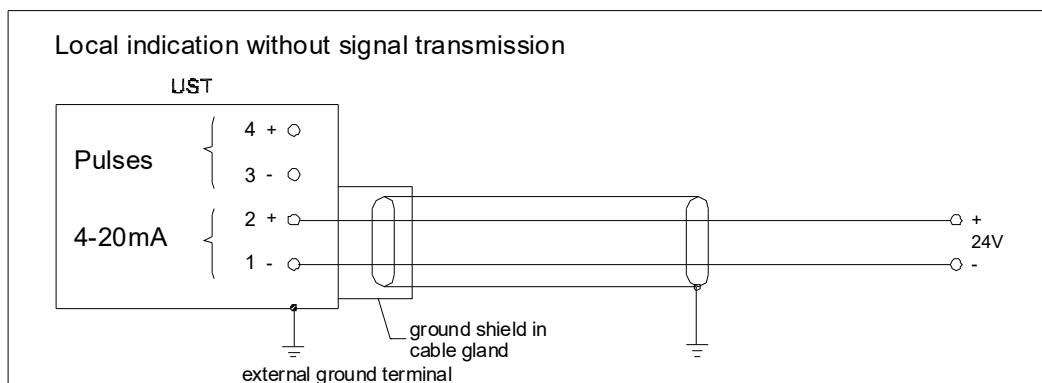 Local indication without signal transmission
UST
Pulses
4 +
3 -
4-20mA
2 +
1 -
+
24V
-
ground shield in
cable gland
external ground terminal